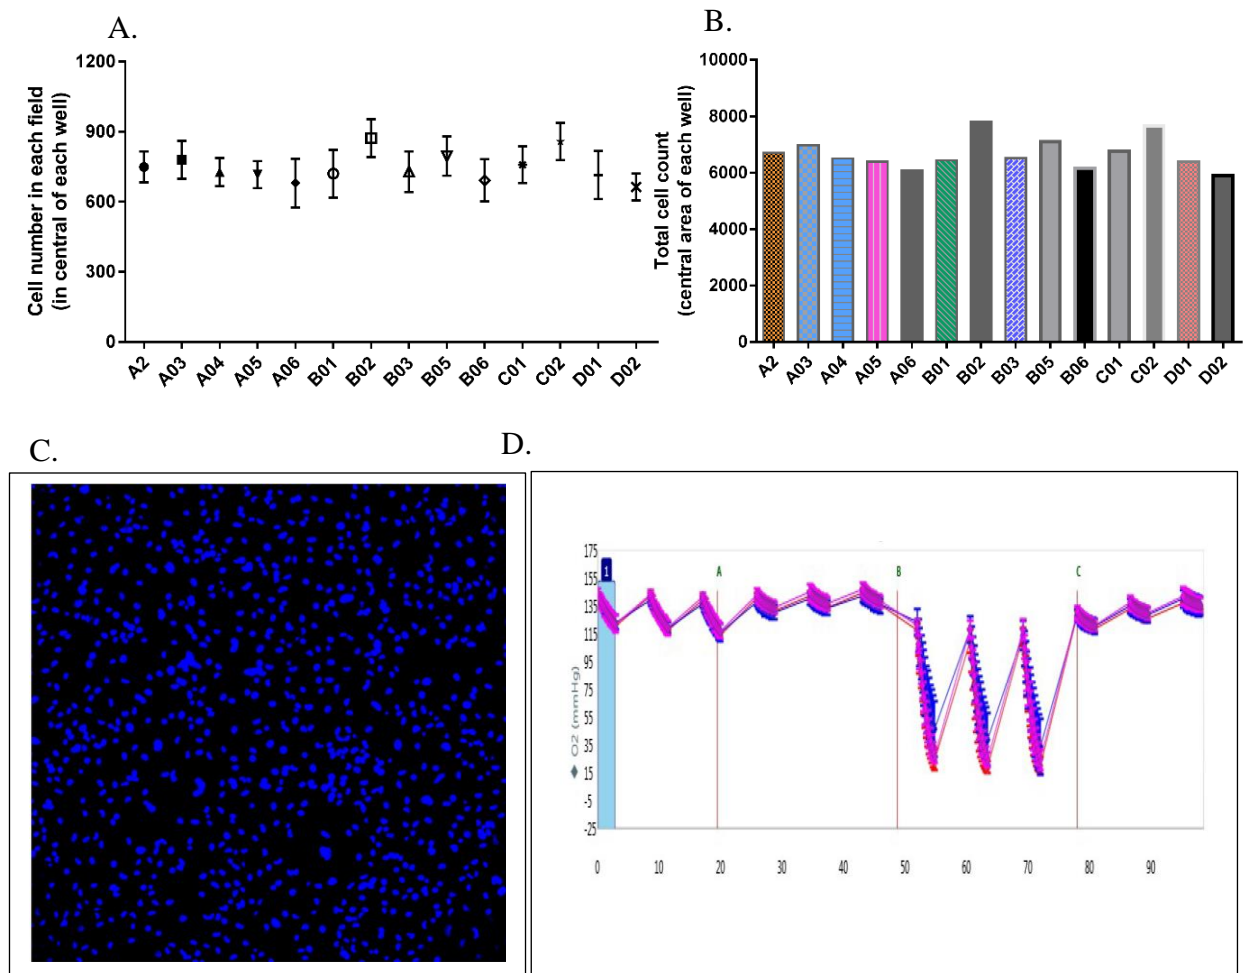 A.
Cell number in each field
(in central of each well)
1200
900
600
300
0
A2 A03 A04 A05 A06 B01 B02 B03 B05 B06 C01 C02 D01 D02
B.
Total cell count
(central area of each well)
10000
8000
6000
4000
2000
0
A2 A03 A04 A05 A06 B01 B02 B03 B05 B06 C01 C02 D01 D02
C.
D.
O2 (mmHg)
175
155
135
115
95
75
55
35
15
-5
-25
1
A B C
0 10 20 30 40 50 60 70 80 90